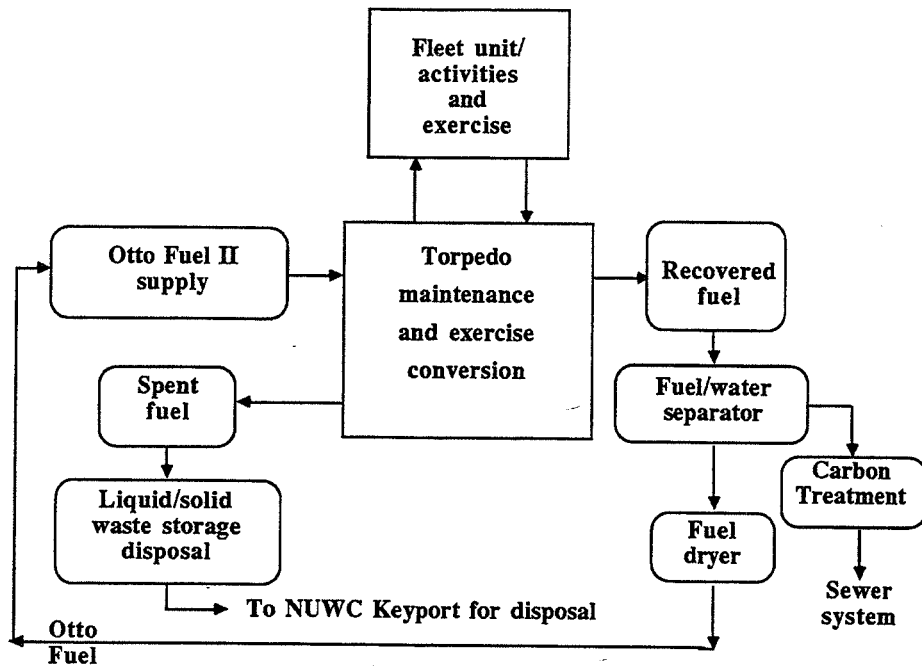 Fleet unit/
activities
and
exercise
Otto Fuel II
supply
Torpedo
maintenance
and exercise
conversion
Recovered
fuel
Spent
fuel
Fuel/water
separator
Liquid/solid
waste storage
disposal
Carbon
Treatment
Fuel
dryer
To NUWC Keyport for disposal
Sewer
system
Otto
Fuel